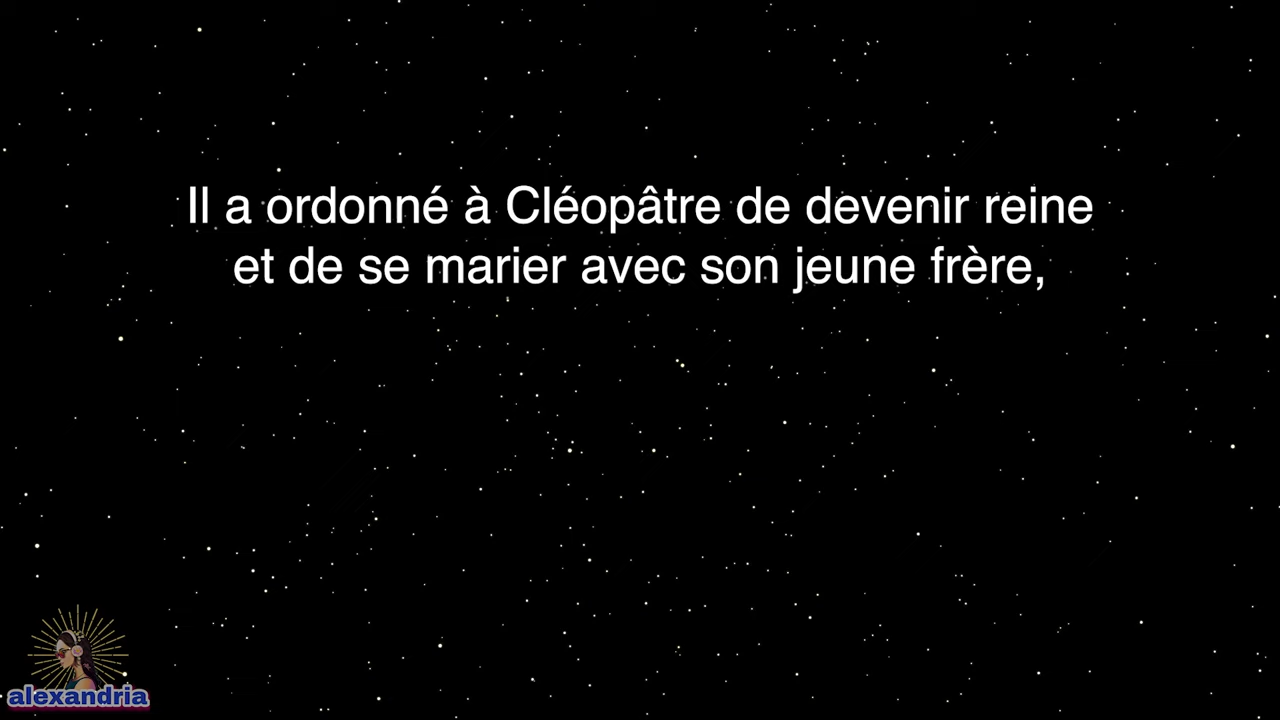 Il a ordonné à Cléopâtre de devenir reine
et de se marier avec son jeune frère,
alexandria